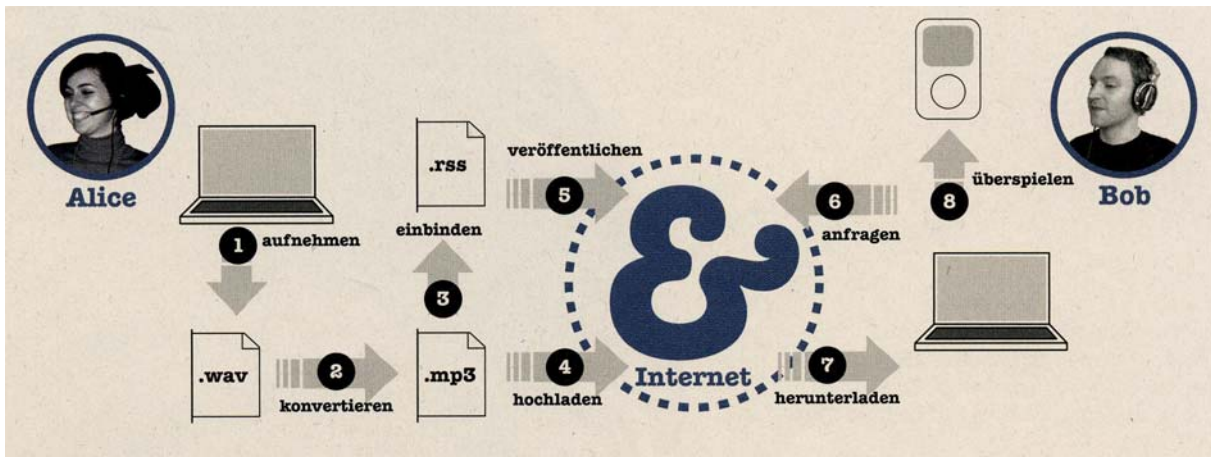 Alice
1 aufnehmen
.wav
2
konvertieren
.mp3
3
einbinden
.rss
4
hochladen
veröffentlichen
5
&
Internet
6
anfragen
7
herunterladen
8 überspielen
Bob